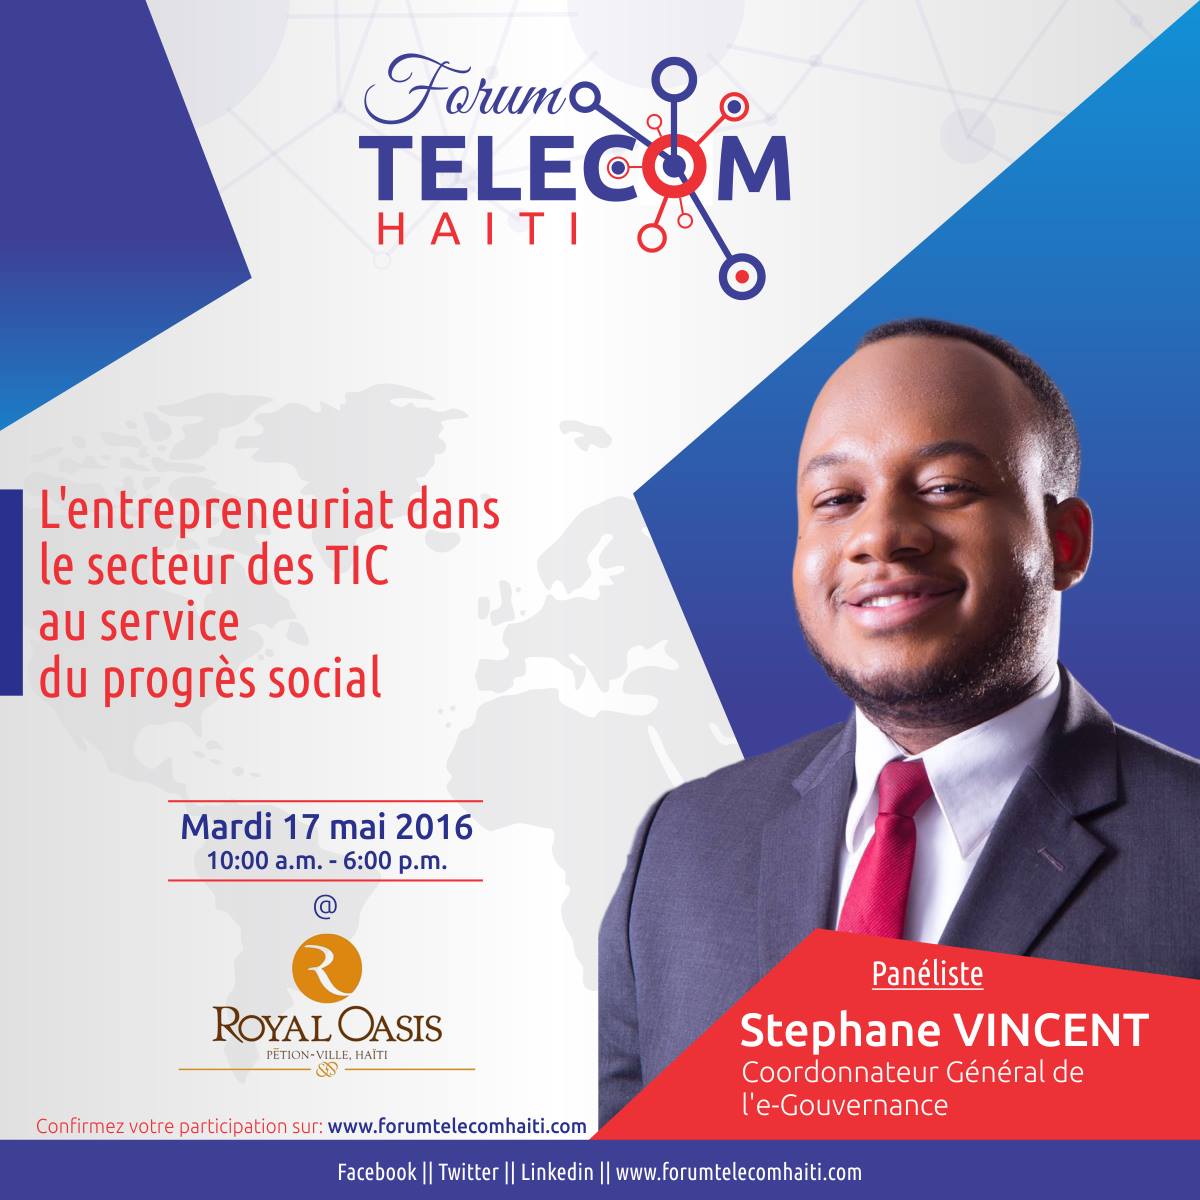 Forum
TELECOM
HAITI
L'entrepreneuriat dans
le secteur des TIC
au service
du progrès social
Mardi 17 mai 2016
10:00 a.m. - 6:00 p.m.
@
R
ROYAL OASIS
PÉTION-VILLE, HAÏTI
Panéliste
Stephane VINCENT
Coordonnateur Général de
l'e-Gouvernance
Confirmez votre participation sur: www.forumtelecomhaiti.com
Facebook || Twitter || Linkedin || www.forumtelecomhaiti.com